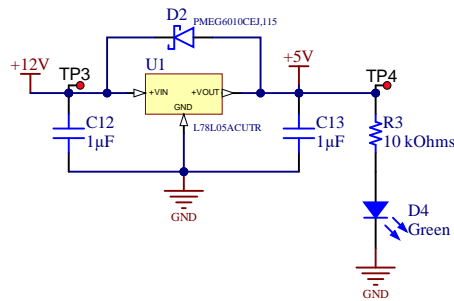 D2
PMEG6010CEJ,115
+12V
TP3
U1
+5V
TP4
+VIN
+VOUT
GND
L78L05ACUTR
C12
1µF
C13
1µF
R3
10 kOhms
GND
D4
Green
GND